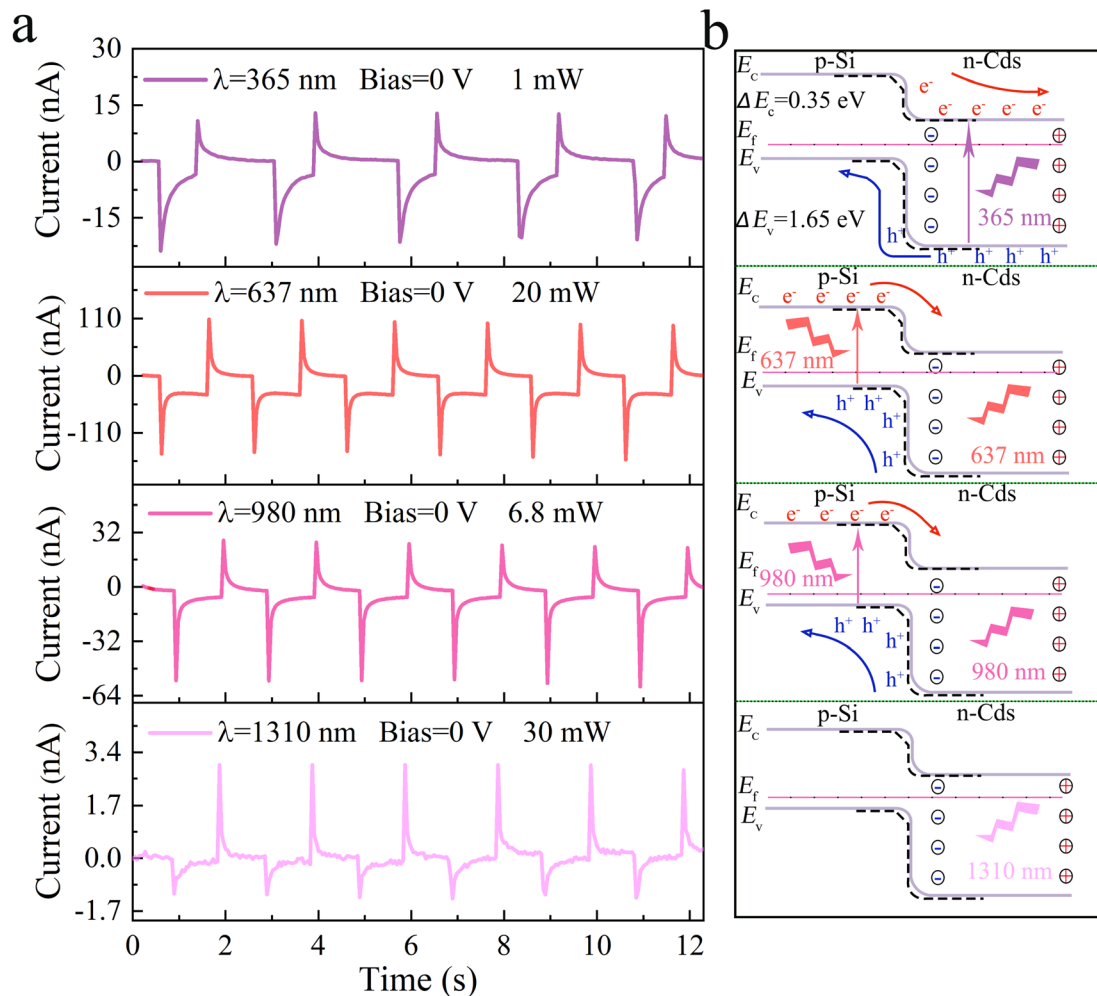 a
λ=365 nm Bias=0 V 1 mW
Current (nA)
30
15
0
-15
λ=637 nm Bias=0 V 20 mW
Current (nA)
110
0
-110
λ=980 nm Bias=0 V 6.8 mW
Current (nA)
32
0
-32
-64
λ=1310 nm Bias=0 V 30 mW
Current (nA)
3.4
1.7
0.0
-1.7
0 2 4 6 8 10 12
Time (s)
b
p-Si n-Cds
Ec
e-
ΔEc=0.35 eV
e- e- e- e-
Ef
Ev
365 nm
ΔEv=1.65 eV
h+
h+ h+ h+ h+
p-Si n-Cds
Ec
e- e- e- e-
Ef
637 nm
Ev
h+ h+
h+
h+
637 nm
p-Si n-Cds
Ec
e- e- e- e-
Ef
980 nm
Ev
h+ h+
h+
h+
980 nm
p-Si n-Cds
Ec
Ef
Ev
1310 nm